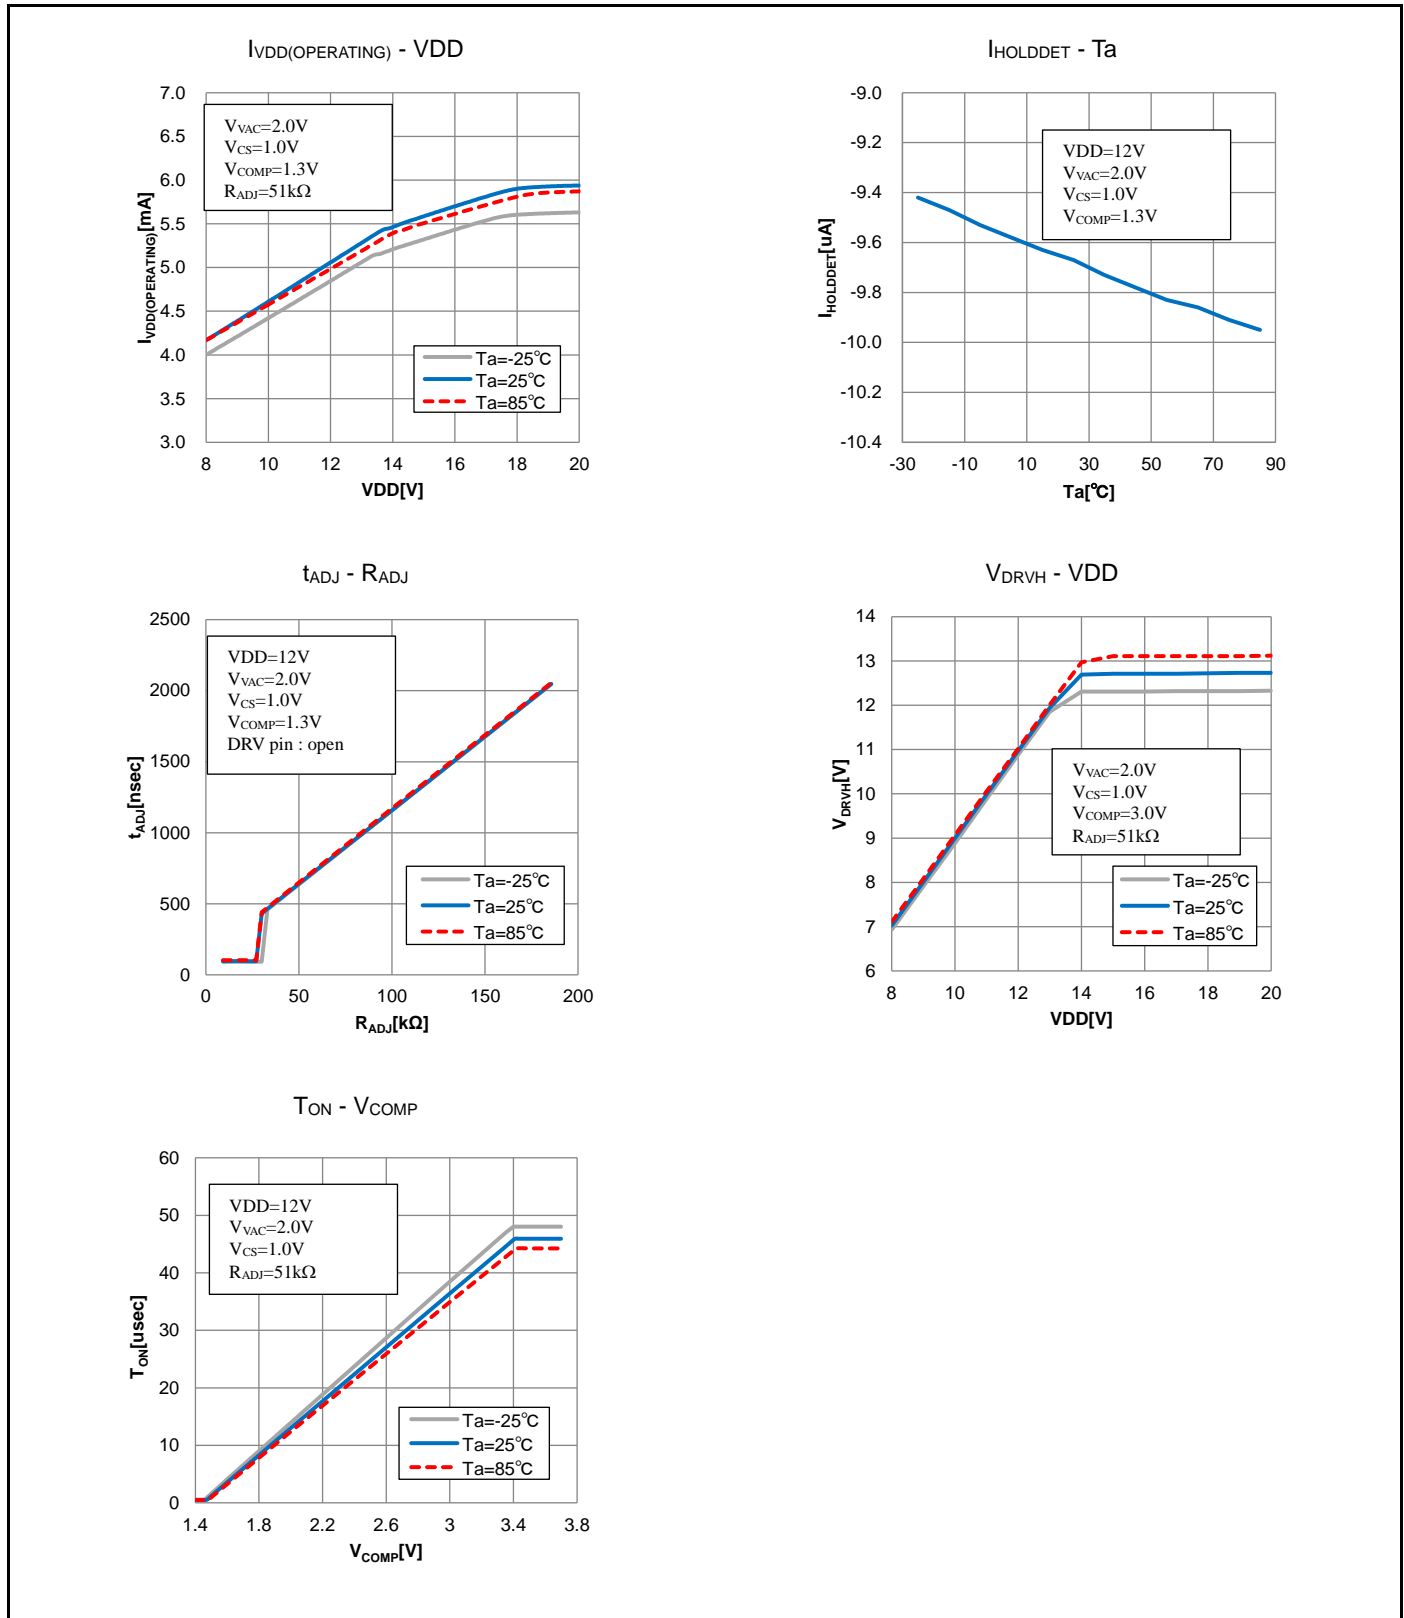 IVDD(OPERATING) - VDD
7.0
6.5
6.0
5.5
5.0
4.5
4.0
3.5
3.0
IVDD(OPERATING)[mA]
VVAC=2.0V
VCS=1.0V
VCOMP=1.3V
RADJ=51kΩ
Ta=-25℃
Ta=25℃
Ta=85℃
8 10 12 14 16 18 20
VDD[V]
IHOLDDET - Ta
-9.0
-9.2
-9.4
-9.6
-9.8
-10.0
-10.2
-10.4
IHOLDDET[uA]
VDD=12V
VVAC=2.0V
VCS=1.0V
VCOMP=1.3V
-30 -10 10 30 50 70 90
Ta[℃]
tADJ - RADJ
2500
2000
1500
1000
500
0
tADJ[nsec]
VDD=12V
VVAC=2.0V
VCS=1.0V
VCOMP=1.3V
DRV pin : open
Ta=-25℃
Ta=25℃
Ta=85℃
0 50 100 150 200
RADJ[kΩ]
VDRVH - VDD
14
13
12
11
10
9
8
7
6
VDRVH[V]
VVAC=2.0V
VCS=1.0V
VCOMP=3.0V
RADJ=51kΩ
Ta=-25℃
Ta=25℃
Ta=85℃
8 10 12 14 16 18 20
VDD[V]
TON - VCOMP
60
50
40
30
20
10
0
TON[usec]
VDD=12V
VVAC=2.0V
VCS=1.0V
RADJ=51kΩ
Ta=-25℃
Ta=25℃
Ta=85℃
1.4 1.8 2.2 2.6 3 3.4 3.8
VCOMP[V]